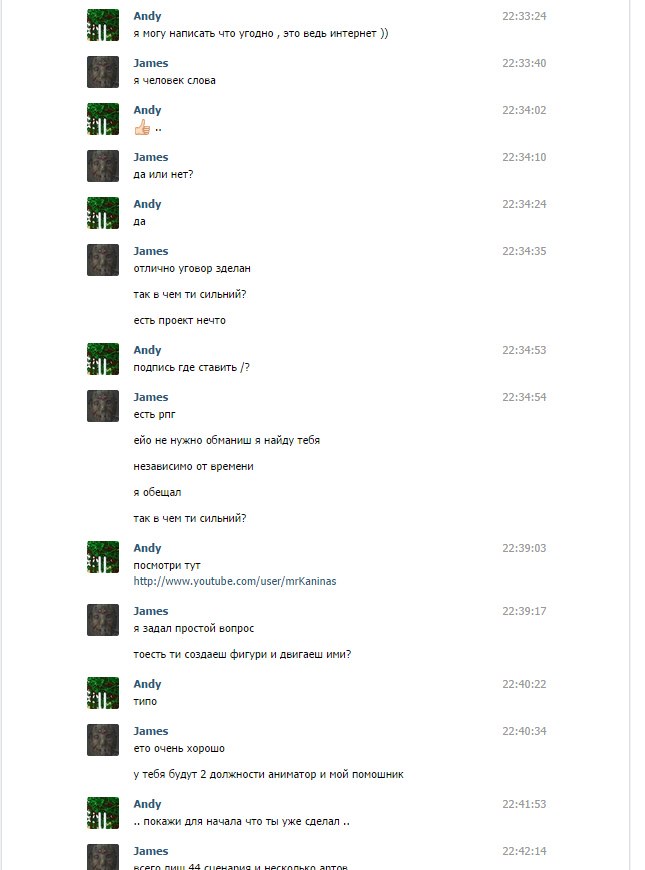 Andy 22:33:24
я могу написать что угодно , это ведь интернет ))
James 22:33:40
я человек слова
Andy 22:34:02
👍 ..
James 22:34:10
да или нет?
Andy 22:34:24
да
James 22:34:35
отлично уговор зделан
так в чем ти сильний?
есть проект нечто
Andy 22:34:53
подпись где ставить /?
James 22:34:54
есть рпг
ейо не нужно обманиш я найду тебя
независимо от времени
я обещал
так в чем ти сильний?
Andy 22:39:03
посмотри тут
http://www.youtube.com/user/mrKaninas
James 22:39:17
я задал простой вопрос
тоесть ти создаеш фигури и двигаеш ими?
Andy 22:40:22
типо
James 22:40:34
ето очень хорошо
у тебя будут 2 должности аниматор и мой помошник
Andy 22:41:53
.. покажи для начала что ты уже сделал ..
James 22:42:14
всего лиш 44 сценария и несколько артов